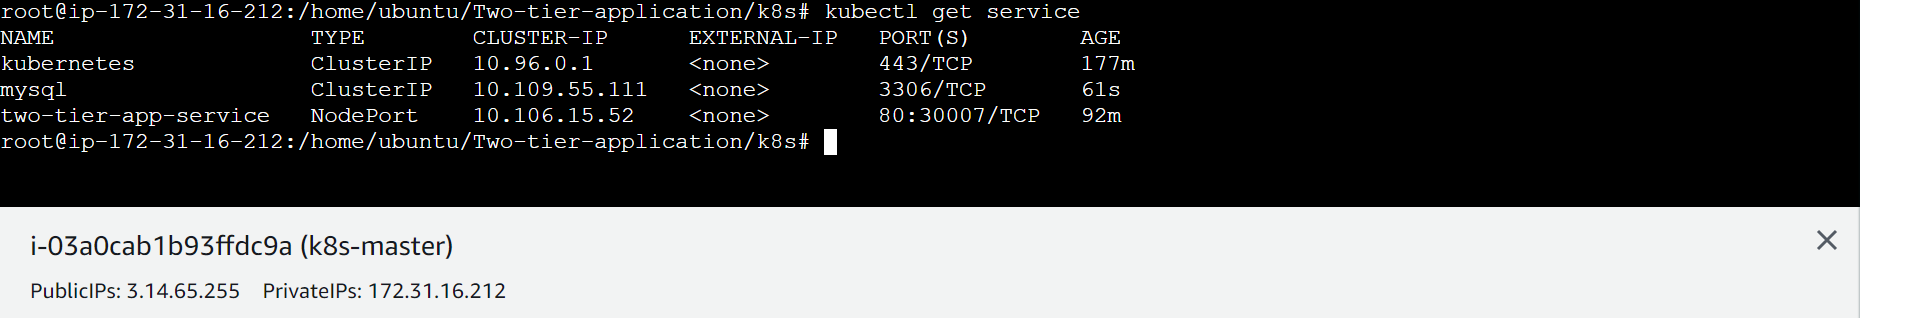 root@ip-172-31-16-212:/home/ubuntu/Two-tier-application/k8s# kubectl get service
NAME TYPE CLUSTER-IP EXTERNAL-IP PORT(S) AGE
kubernetes ClusterIP 10.96.0.1 <none> 443/TCP 177m
mysql ClusterIP 10.109.55.111 <none> 3306/TCP 61s
two-tier-app-service NodePort 10.106.15.52 <none> 80:30007/TCP 92m
root@ip-172-31-16-212:/home/ubuntu/Two-tier-application/k8s#
i-03a0cab1b93ffdc9a (k8s-master)
PublicIPs: 3.14.65.255 PrivateIPs: 172.31.16.212